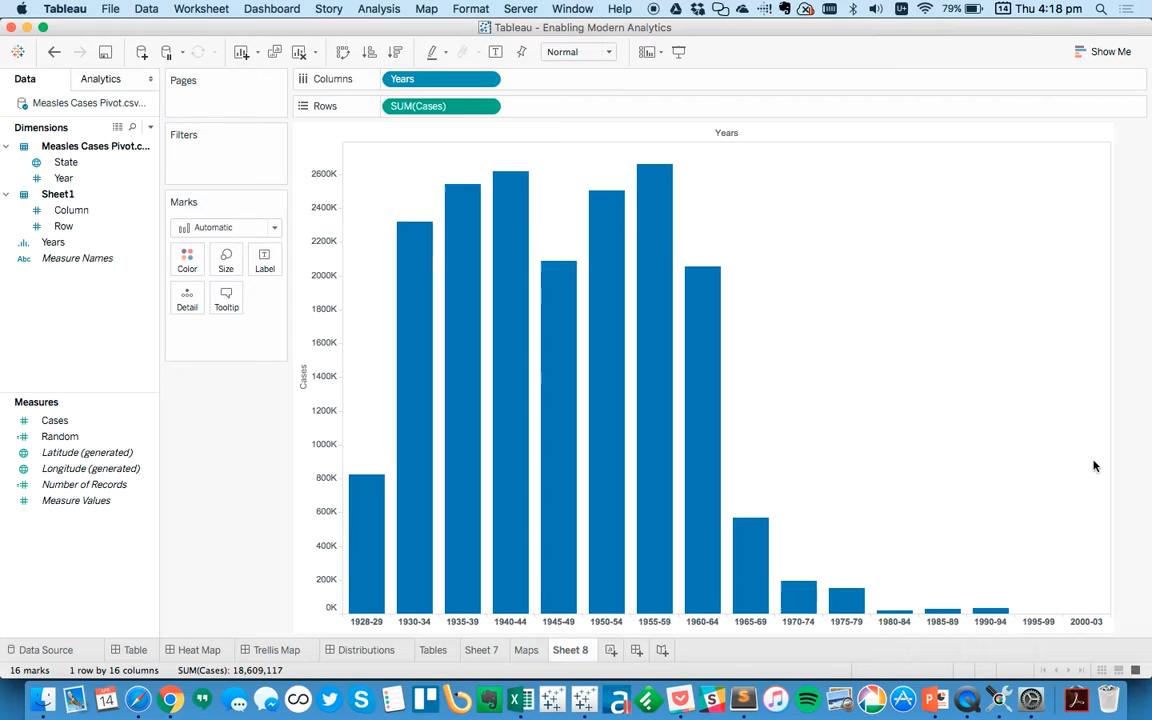 Tableau File Data Worksheet Dashboard Story Analysis Map Format Server Window Help 79% 14 Thu 4:18 pm
Tableau - Enabling Modern Analytics
Normal
Show Me
Data Analytics
Measles Cases Pivot.csv...
Dimensions
Measles Cases Pivot.c...
State
Year
Sheet1
Column
Row
Years
Abc Measure Names
Measures
Cases
Random
Latitude (generated)
Longitude (generated)
Number of Records
Measure Values
Pages
Filters
Marks
Automatic
Color Size Label
Detail Tooltip
Columns Years
Rows SUM(Cases)
Years
Cases
2600K
2400K
2200K
2000K
1800K
1600K
1400K
1200K
1000K
800K
600K
400K
200K
0K
1928-29 1930-34 1935-39 1940-44 1945-49 1950-54 1955-59 1960-64 1965-69 1970-74 1975-79 1980-84 1985-89 1990-94 1995-99 2000-03
Data Source Table Heat Map Trellis Map Distributions Tables Sheet 7 Maps Sheet 8
16 marks 1 row by 16 columns SUM(Cases): 18,609,117